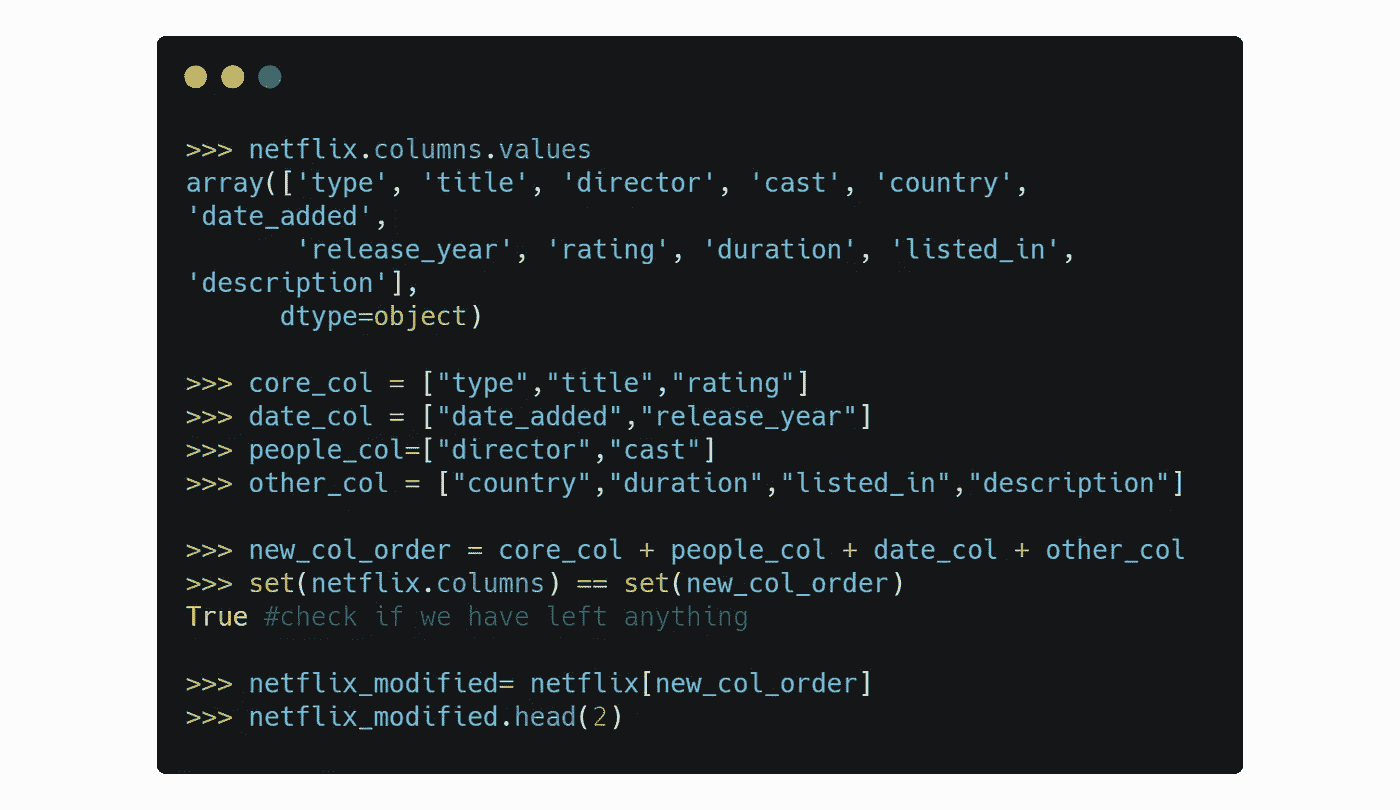 >>> netflix.columns.values
array(['type', 'title', 'director', 'cast', 'country',
'date_added',
       'release_year', 'rating', 'duration', 'listed_in',
'description'],
      dtype=object)
>>> core_col = ["type","title","rating"]
>>> date_col = ["date_added","release_year"]
>>> people_col=["director","cast"]
>>> other_col = ["country","duration","listed_in","description"]
>>> new_col_order = core_col + people_col + date_col + other_col
>>> set(netflix.columns) == set(new_col_order)
True #check if we have left anything
>>> netflix_modified= netflix[new_col_order]
>>> netflix_modified.head(2)